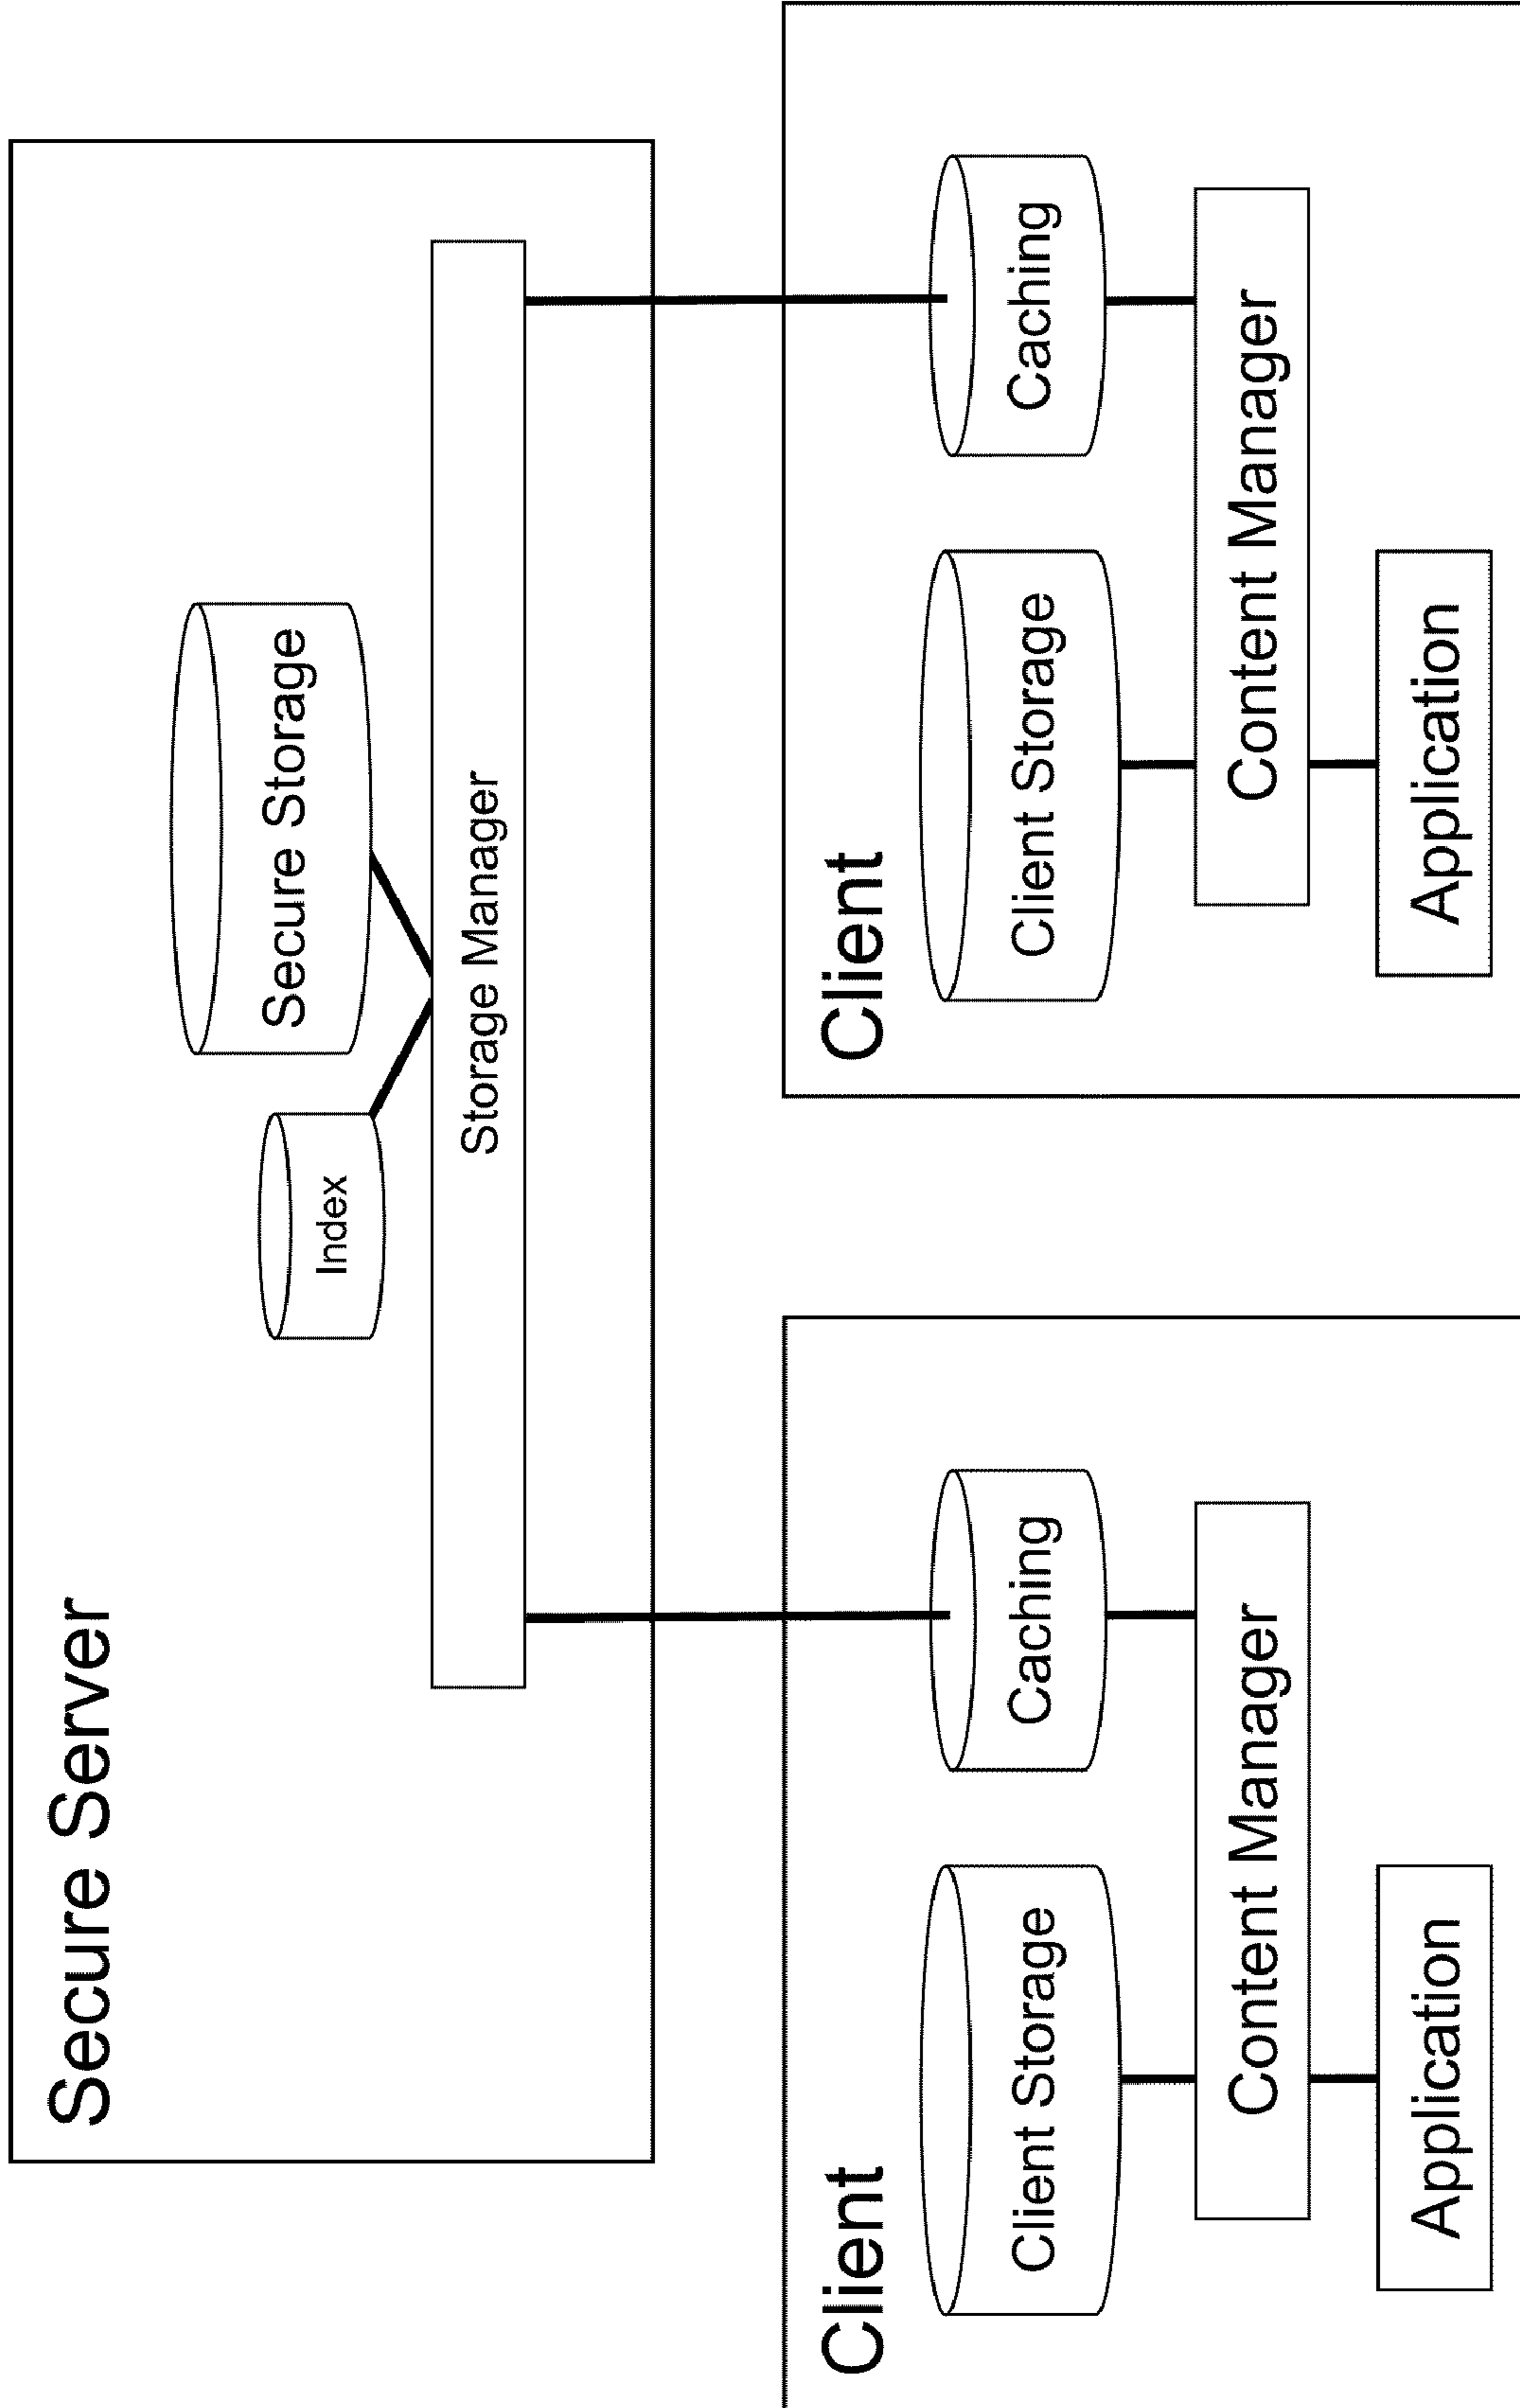 Secure Server
Index
Secure Storage
Storage Manager
Client
Client Storage
Caching
Content Manager
Application
Client
Client Storage
Caching
Content Manager
Application